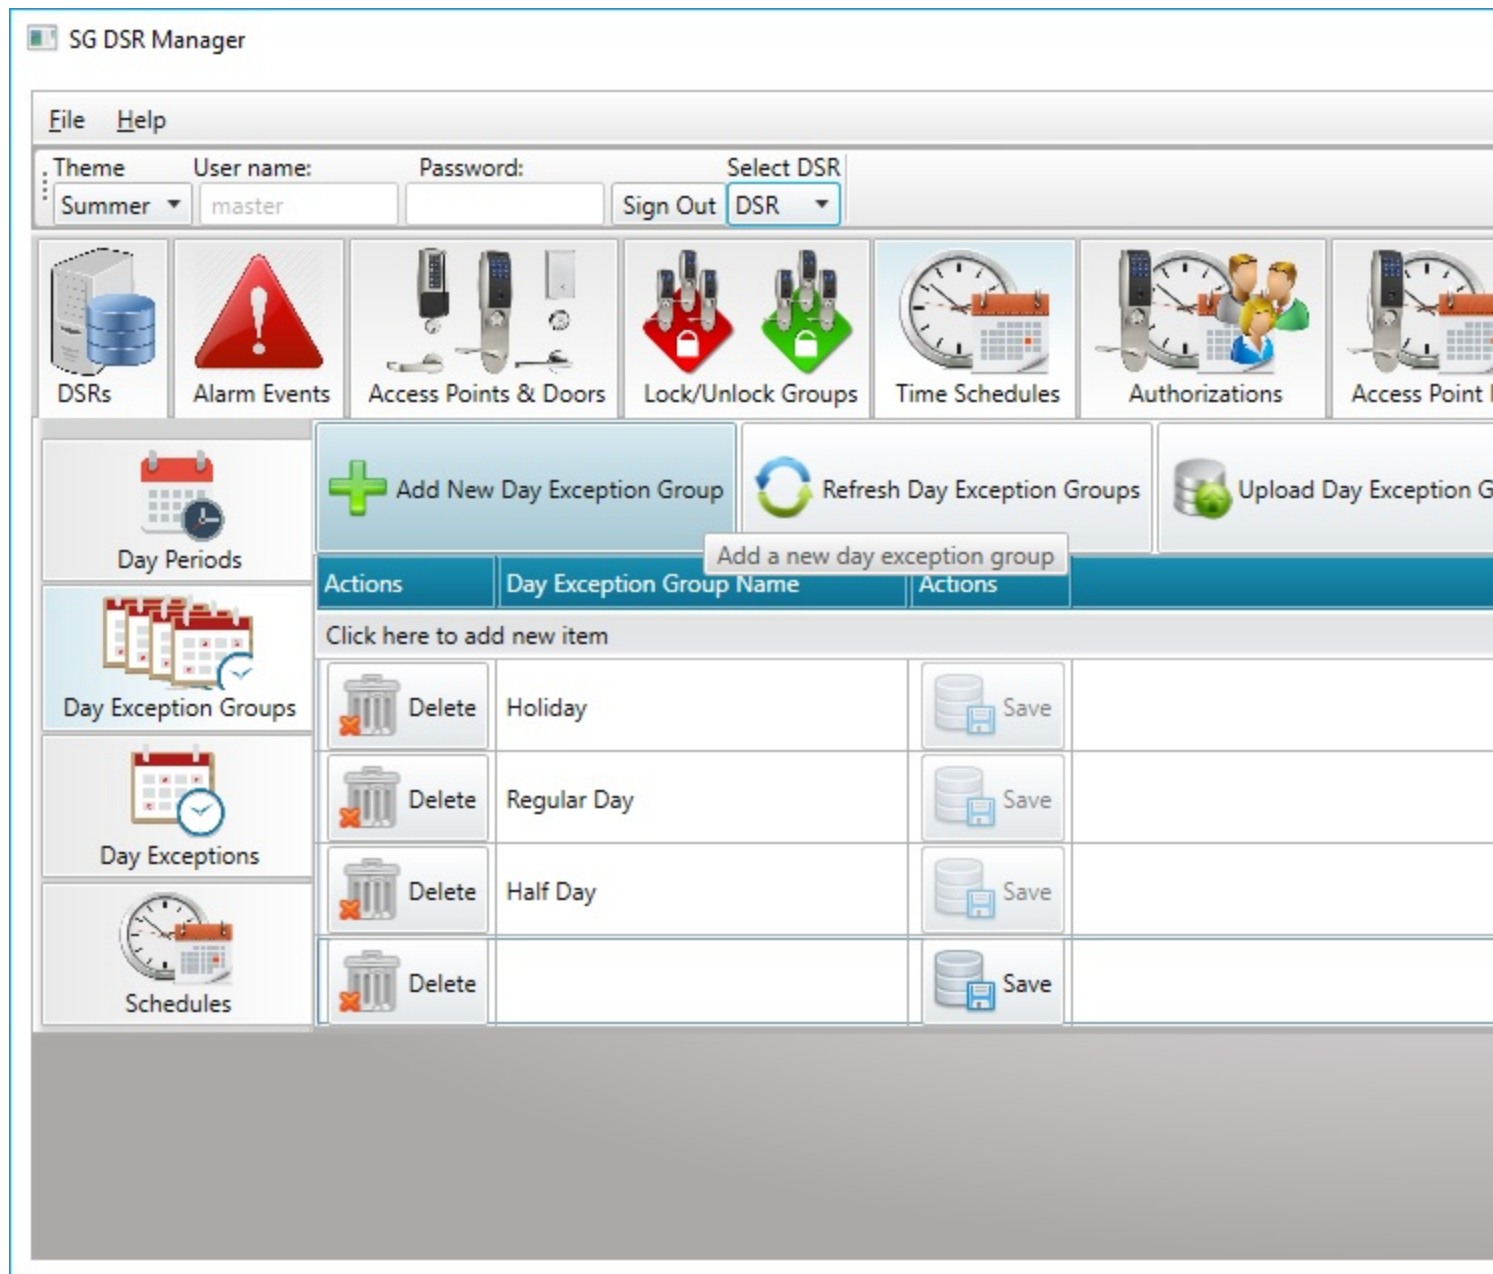 SG DSR Manager
File Help
Theme User name: Password: Select DSR
Summer master Sign Out DSR
DSRs Alarm Events Access Points & Doors Lock/Unlock Groups Time Schedules Authorizations Access Point
Add New Day Exception Group Refresh Day Exception Groups Upload Day Exception G
Add a new day exception group
Day Periods
Day Exception Groups
Day Exceptions
Schedules
Actions Day Exception Group Name Actions
Click here to add new item
Delete Holiday Save
Delete Regular Day Save
Delete Half Day Save
Delete Save